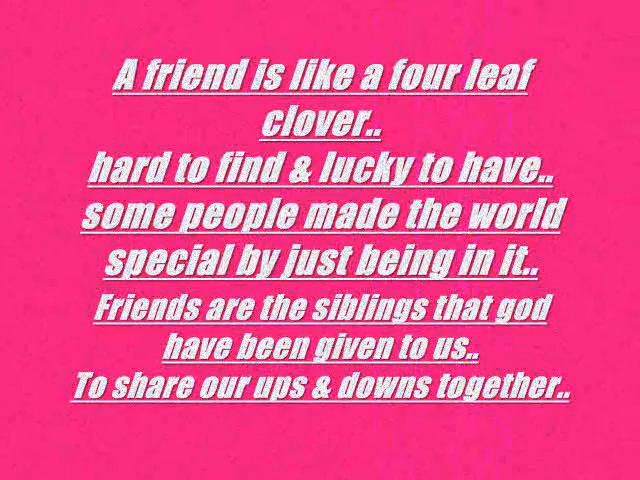 A friend is like a four leaf
clover..
hard to find & lucky to have..
some people made the world
special by just being in it..
Friends are the siblings that god
have been given to us..
To share our ups & downs together..